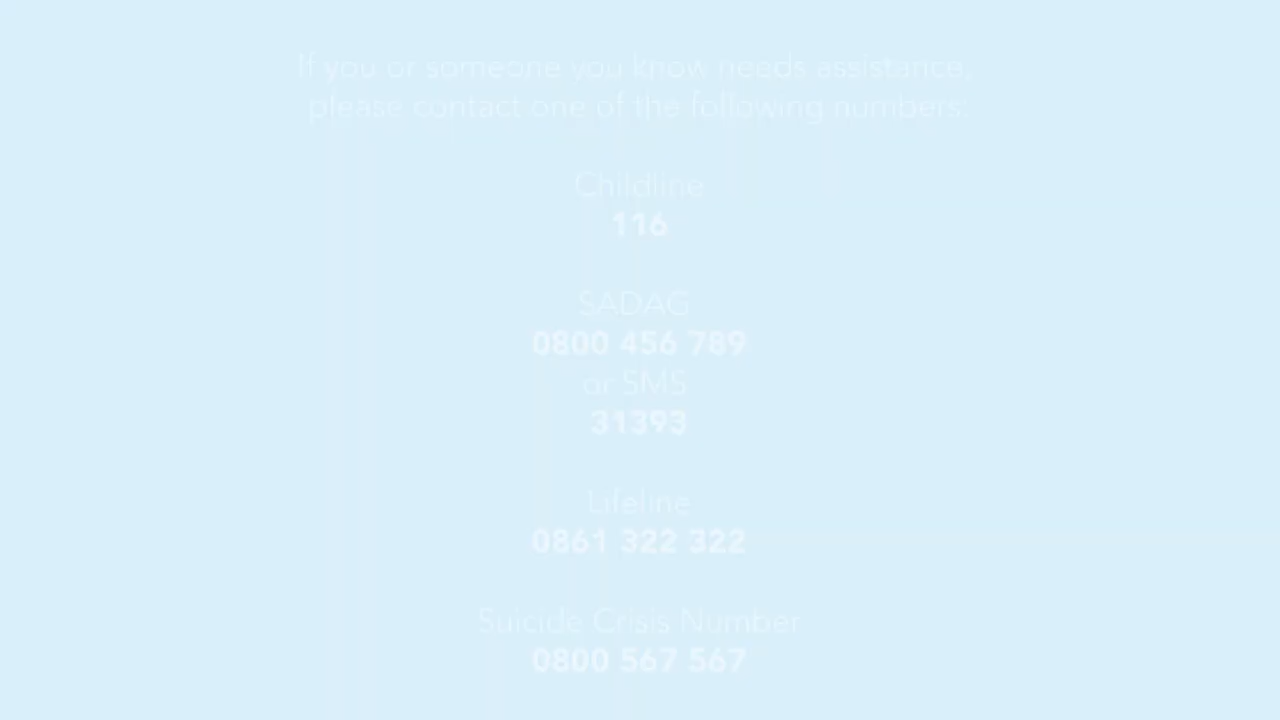 If you or someone you know needs assistance,
please contact one of the following numbers:
Childline
116
SADAG
0800 456 789
or SMS
31393
Lifeline
0861 322 322
Suicide Crisis Number
0800 567 567